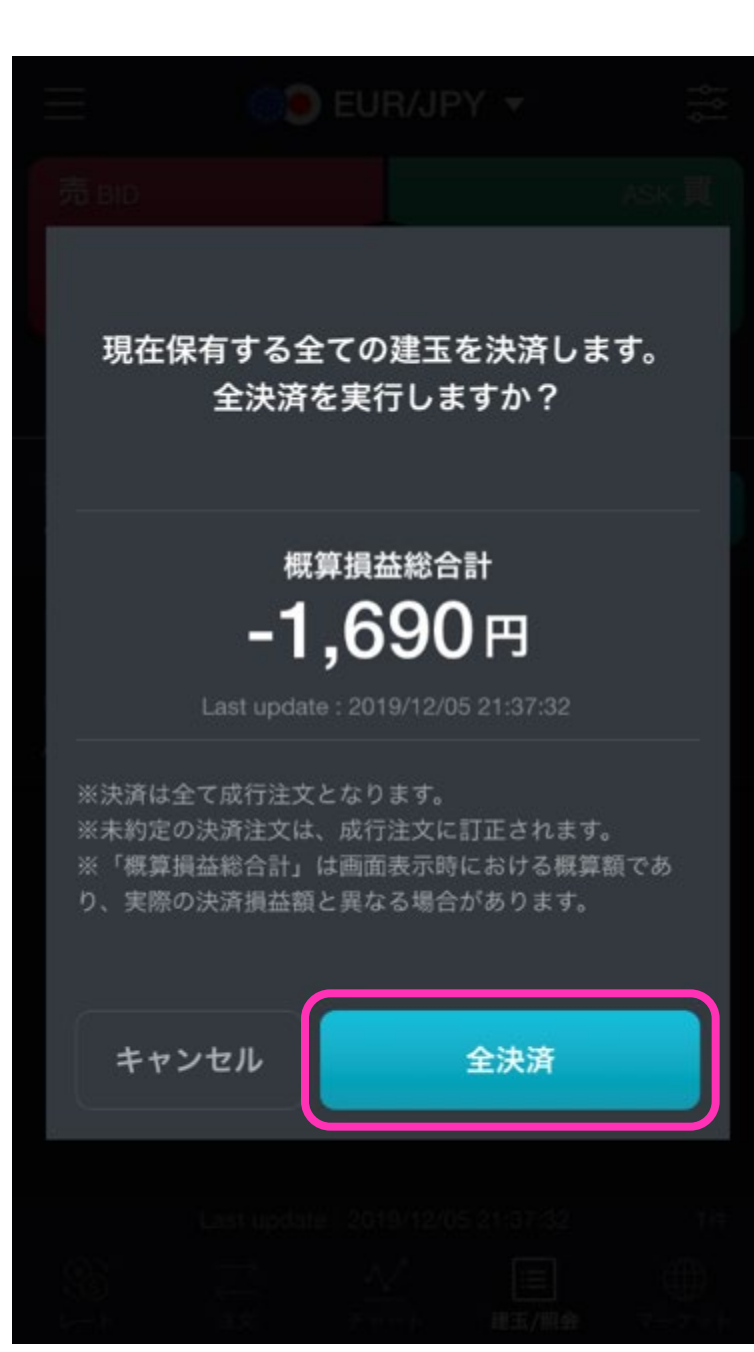 EUR/JPY ▼
売 BID
ASK 買
現在保有する全ての建玉を決済します。
全決済を実行しますか？
概算損益総合計
-1,690円
Last update : 2019/12/05 21:37:32
※決済は全て成行注文となります。
※未約定の決済注文は、成行注文に訂正されます。
※「概算損益総合計」は画面表示時における概算額であ
り、実際の決済損益額と異なる場合があります。
キャンセル
全決済
Last update : 2019/12/05 21:37:32
建玉/照会